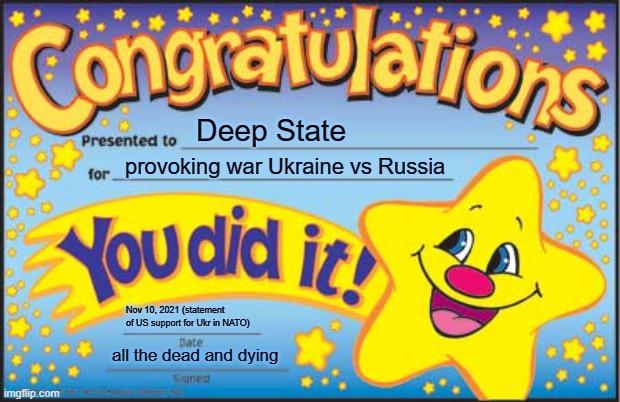 Congratulations
Presented to Deep State
for provoking war Ukraine vs Russia
You did it!
Nov 10, 2021 (statement
of US support for Ukr in NATO)
Date
all the dead and dying
Signed
imgflip.com